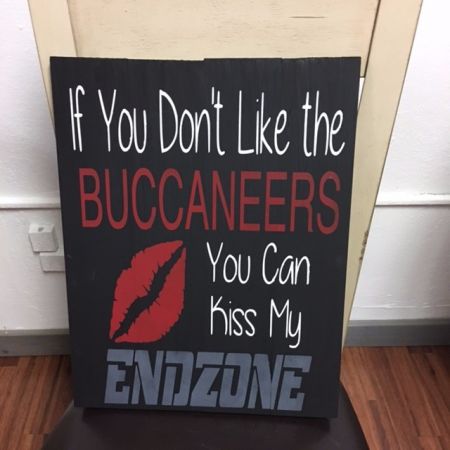 If You Don't Like the
BUCCANEERS
You Can
Kiss My
ENDZONE